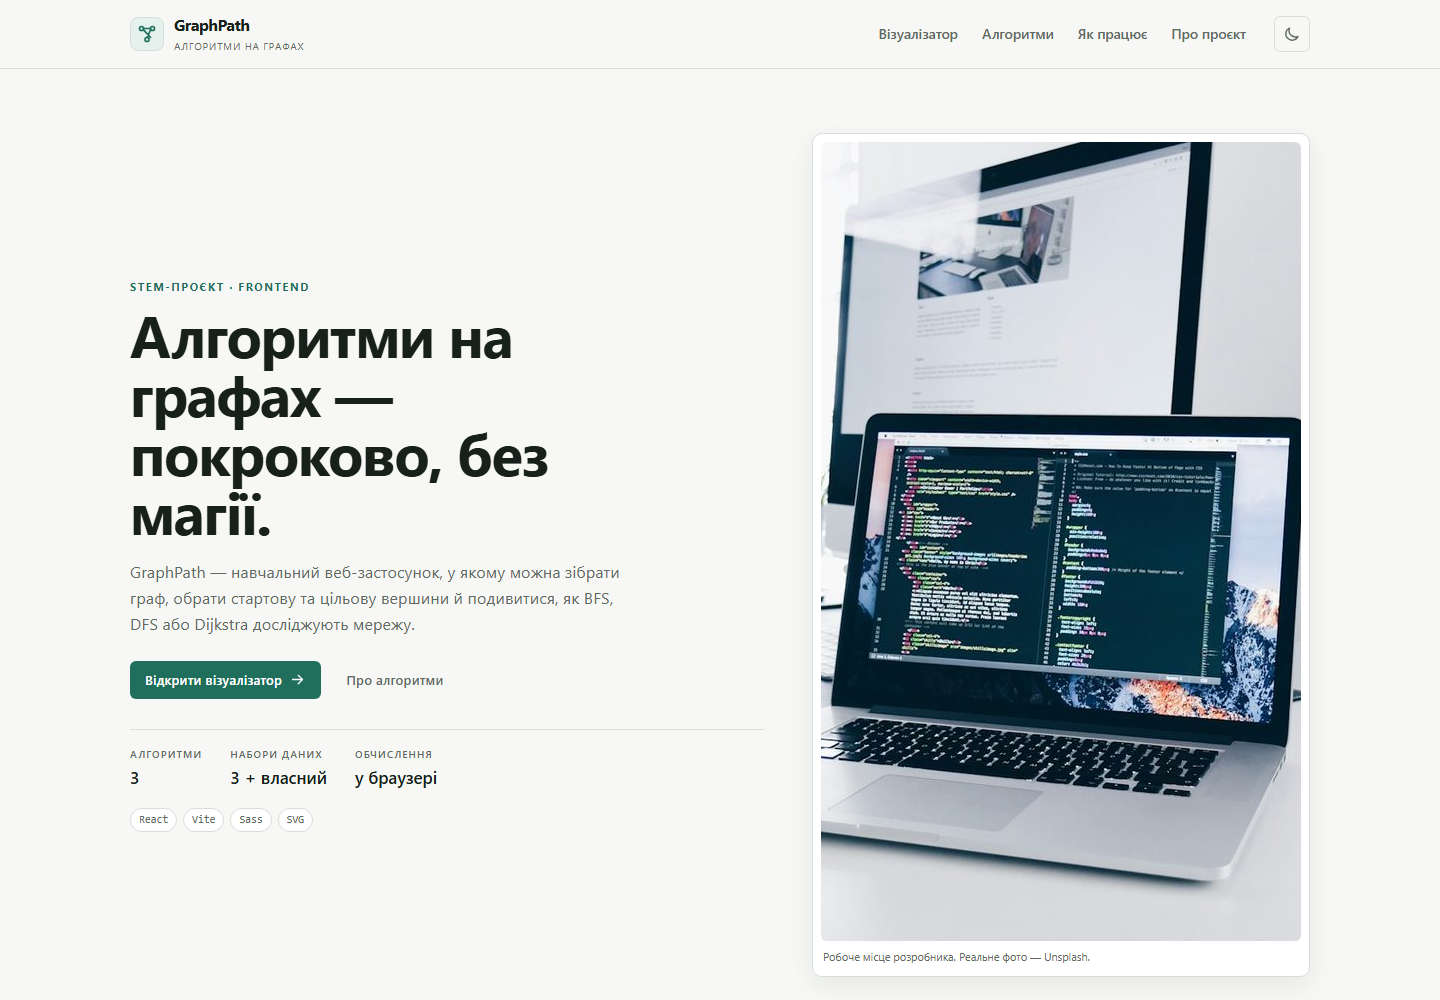 GraphPath
АЛГОРИТМИ НА ГРАФАХ
Візуалізатор
Алгоритми
Як працює
Про проєкт
STEM-ПРОЄКТ · FRONTEND
Алгоритми на
графах —
покроково, без
магії.
GraphPath — навчальний веб-застосунок, у якому можна зібрати
граф, обрати стартову та цільову вершини й подивитися, як BFS,
DFS або Dijkstra досліджують мережу.
Відкрити візуалізатор →
Про алгоритми
АЛГОРИТМИ
3
НАБОРИ ДАНИХ
3 + власний
ОБЧИСЛЕННЯ
у браузері
React
Vite
Sass
SVG
Робоче місце розробника. Реальне фото — Unsplash.